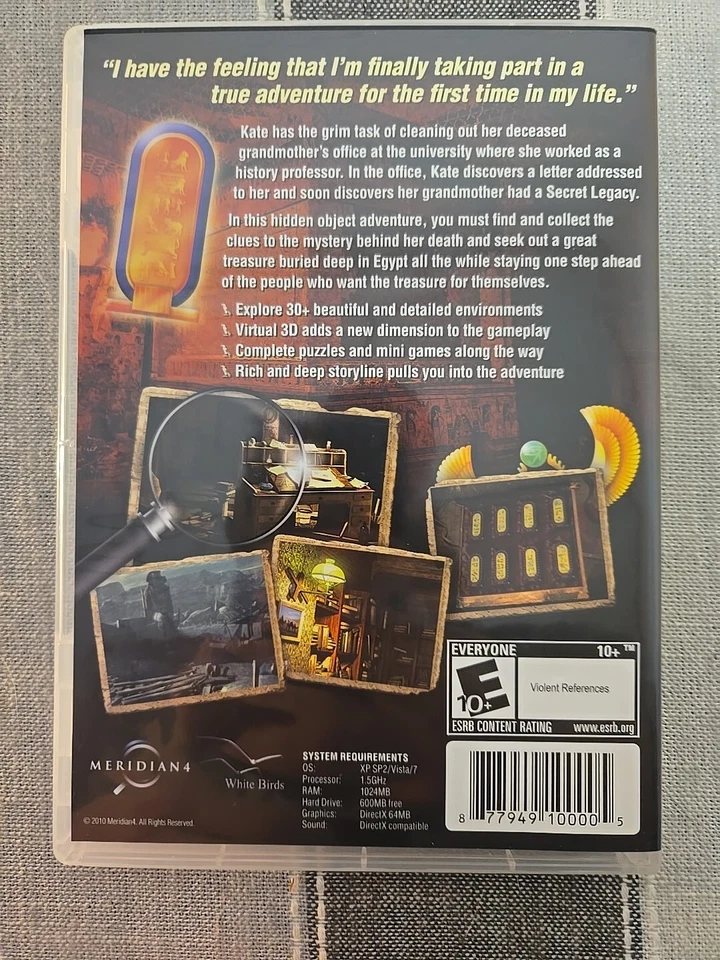 “I have the feeling that I’m finally taking part in a
true adventure for the first time in my life.”
Kate has the grim task of cleaning out her deceased
grandmother's office at the university where she worked as a
history professor. In the office, Kate discovers a letter addressed
to her and soon discovers her grandmother had a Secret Legacy.
In this hidden object adventure, you must find and collect the
clues to the mystery behind her death and seek out a great
treasure buried deep in Egypt all the while staying one step ahead
of the people who want the treasure for themselves.
Explore 30+ beautiful and detailed environments
Virtual 3D adds a new dimension to the gameplay
Complete puzzles and mini games along the way
Rich and deep storyline pulls you into the adventure
EVERYONE 10+ ™
E 10+
Violent References
ESRB CONTENT RATING www.esrb.org
MERIDIAN4
White Birds
SYSTEM REQUIREMENTS
OS: XP SP2/Vista/7
Processor: 1.5GHz
RAM: 1024MB
Hard Drive: 600MB free
Graphics: DirectX 64MB
Sound: DirectX compatible
8 77949 10000 5
© 2010 Meridian4. All Rights Reserved.